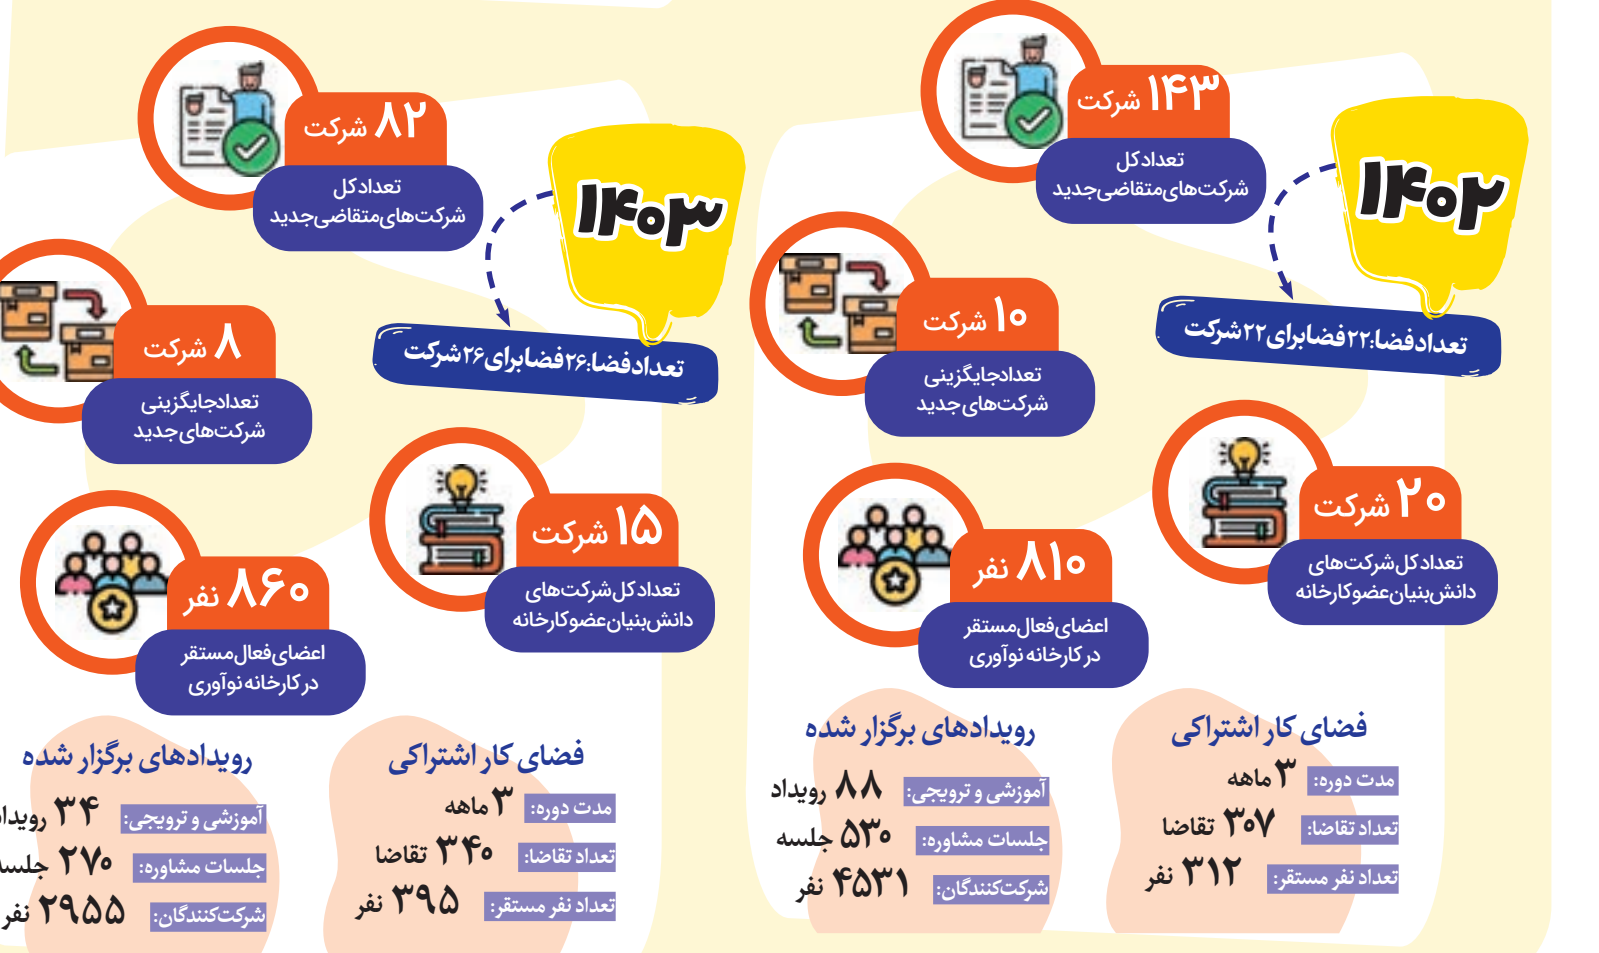 ۱۴۰۲
تعداد فضا: ۲۲ فضا برای ۲۲ شرکت
۱۴۳ شرکت
تعداد کل
شرکت‌های متقاضی جدید
۱۰ شرکت
تعداد جایگزینی
شرکت‌های جدید
۲۰ شرکت
تعداد کل شرکت‌های
دانش‌بنیان عضو کارخانه
۸۱۰ نفر
اعضای فعال مستقر
در کارخانه نوآوری
فضای کار اشتراکی
مدت دوره: ۳ ماهه
تعداد تقاضا: ۳۰۷ تقاضا
تعداد نفر مستقر: ۳۱۲ نفر
رویدادهای برگزار شده
آموزشی و ترویجی: ۸۸ رویداد
جلسات مشاوره: ۵۳۰ جلسه
شرکت‌کنندگان: ۴۵۳۱ نفر
۱۴۰۳
تعداد فضا: ۲۶ فضا برای ۲۶ شرکت
۸۲ شرکت
تعداد کل
شرکت‌های متقاضی جدید
۸ شرکت
تعداد جایگزینی
شرکت‌های جدید
۱۵ شرکت
تعداد کل شرکت‌های
دانش‌بنیان عضو کارخانه
۸۶۰ نفر
اعضای فعال مستقر
در کارخانه نوآوری
فضای کار اشتراکی
مدت دوره: ۳ ماهه
تعداد تقاضا: ۳۴۰ تقاضا
تعداد نفر مستقر: ۳۹۵ نفر
رویدادهای برگزار شده
آموزشی و ترویجی: ۳۴ رویداد
جلسات مشاوره: ۲۷۰ جلسه
شرکت‌کنندگان: ۲۹۵۵ نفر